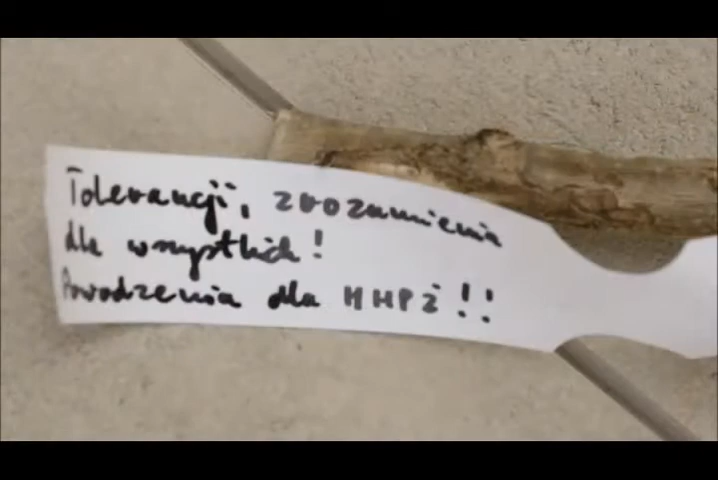 Tolerancji, zrozumienia
dla wszystkich!
Powodzenia dla MHPŻ!!